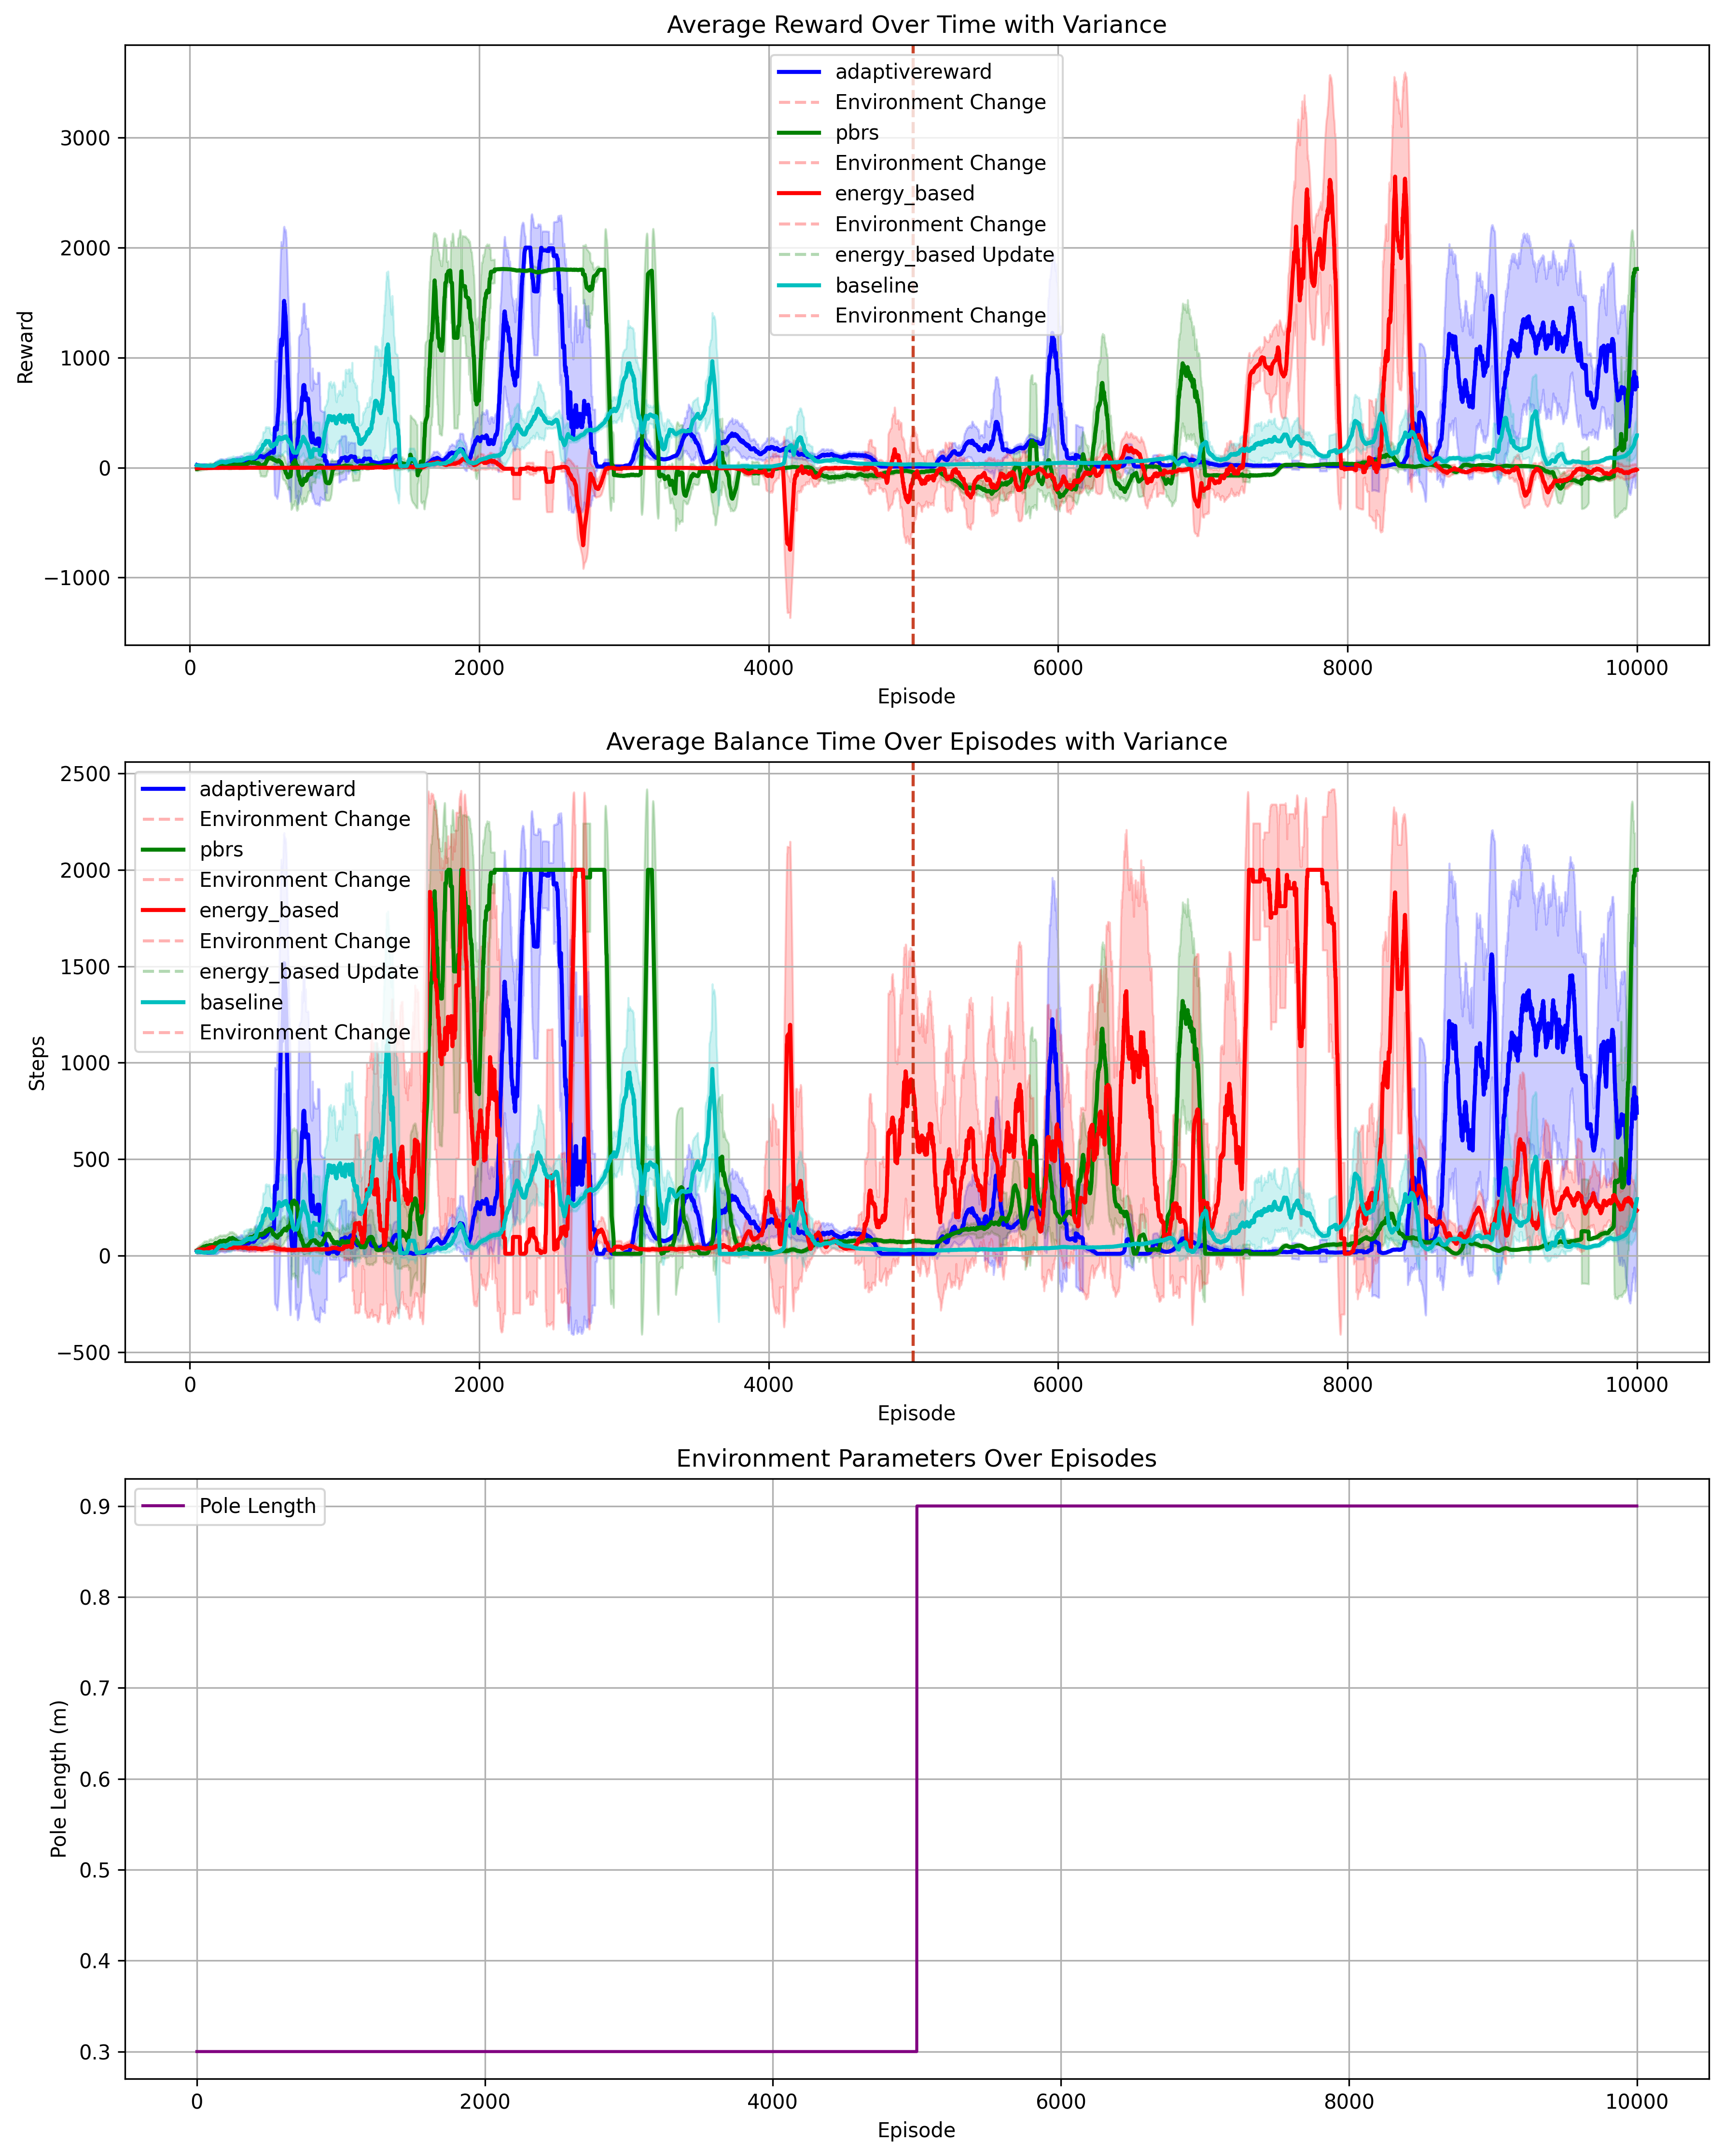 Average Reward Over Time with Variance
Reward
3000
2000
1000
0
−1000
adaptivereward
Environment Change
pbrs
Environment Change
energy_based
Environment Change
energy_based Update
baseline
Environment Change
0 2000 4000 6000 8000 10000
Episode
Average Balance Time Over Episodes with Variance
Steps
2500
2000
1500
1000
500
0
−500
adaptivereward
Environment Change
pbrs
Environment Change
energy_based
Environment Change
energy_based Update
baseline
Environment Change
0 2000 4000 6000 8000 10000
Episode
Environment Parameters Over Episodes
Pole Length (m)
0.9
0.8
0.7
0.6
0.5
0.4
0.3
Pole Length
0 2000 4000 6000 8000 10000
Episode